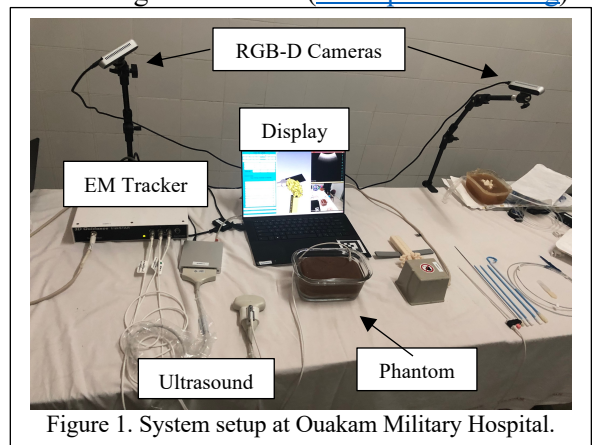 RGB-D Cameras
Display
EM Tracker
Ultrasound
Phantom
Figure 1. System setup at Ouakam Military Hospital.